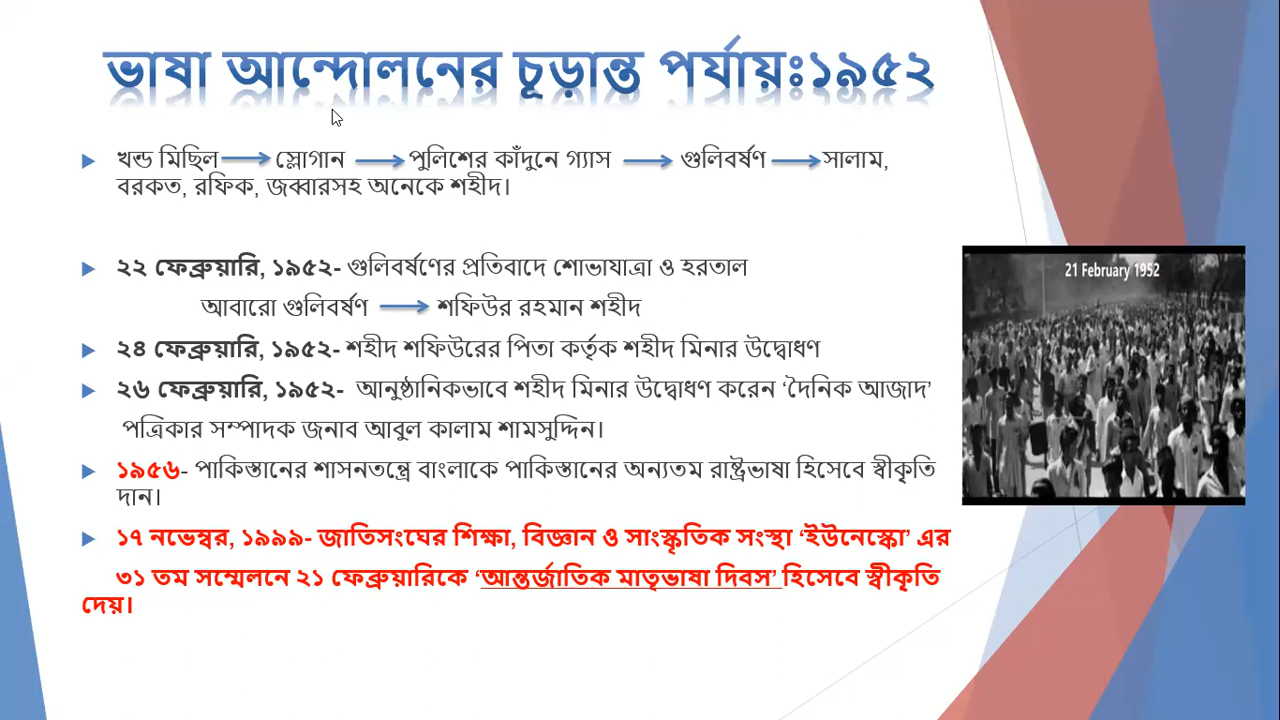 ভাষা আন্দোলনের চূড়ান্ত পর্যায়ঃ১৯৫২
খন্ড মিছিল → স্লোগান → পুলিশের কাঁদুনে গ্যাস → গুলিবর্ষণ → সালাম,
বরকত, রফিক, জব্বারসহ অনেকে শহীদ।
২২ ফেব্রুয়ারি, ১৯৫২- গুলিবর্ষণের প্রতিবাদে শোভাযাত্রা ও হরতাল
আবারো গুলিবর্ষণ → শফিউর রহমান শহীদ
21 February 1952
২৪ ফেব্রুয়ারি, ১৯৫২- শহীদ শফিউরের পিতা কর্তৃক শহীদ মিনার উদ্বোধণ
২৬ ফেব্রুয়ারি, ১৯৫২- আনুষ্ঠানিকভাবে শহীদ মিনার উদ্বোধণ করেন ‘দৈনিক আজাদ’
পত্রিকার সম্পাদক জনাব আবুল কালাম শামসুদ্দিন।
১৯৫৬- পাকিস্তানের শাসনতন্ত্রে বাংলাকে পাকিস্তানের অন্যতম রাষ্ট্রভাষা হিসেবে স্বীকৃতি
দান।
১৭ নভেম্বর, ১৯৯৯- জাতিসংঘের শিক্ষা, বিজ্ঞান ও সাংস্কৃতিক সংস্থা ‘ইউনেস্কো’ এর
৩১ তম সম্মেলনে ২১ ফেব্রুয়ারিকে ‘আন্তর্জাতিক মাতৃভাষা দিবস’ হিসেবে স্বীকৃতি
দেয়।